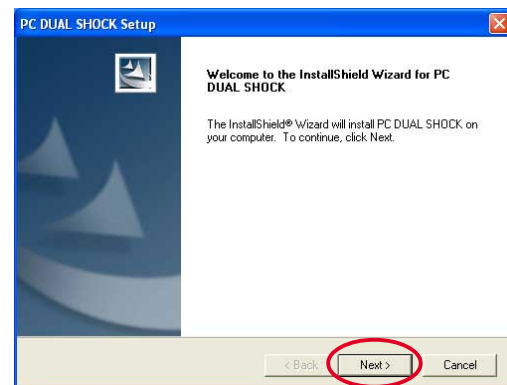 PC DUAL SHOCK Setup
Welcome to the InstallShield Wizard for PC
DUAL SHOCK
The InstallShield® Wizard will install PC DUAL SHOCK on
your computer. To continue, click Next.
< Back Next > Cancel